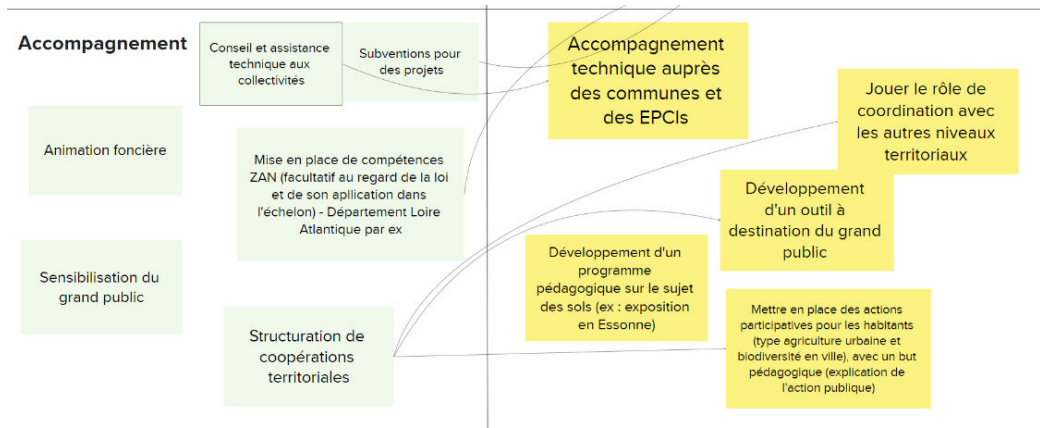 Accompagnement
Conseil et assistance
technique aux
collectivités
Subventions pour
des projets
Animation foncière
Mise en place de compétences
ZAN (facultatif au regard de la loi
et de son apllication dans
l'échelon) - Département Loire
Atlantique par ex
Sensibilisation du
grand public
Structuration de
coopérations
territoriales
Accompagnement
technique auprès
des communes et
des EPCIs
Jouer le rôle de
coordination avec
les autres niveaux
territoriaux
Développement
d'un outil à
destination du grand
public
Développement d'un
programme
pédagogique sur le sujet
des sols (ex : exposition
en Essonne)
Mettre en place des actions
participatives pour les habitants
(type agriculture urbaine et
biodiversité en ville), avec un but
pédagogique (explication de
l'action publique)